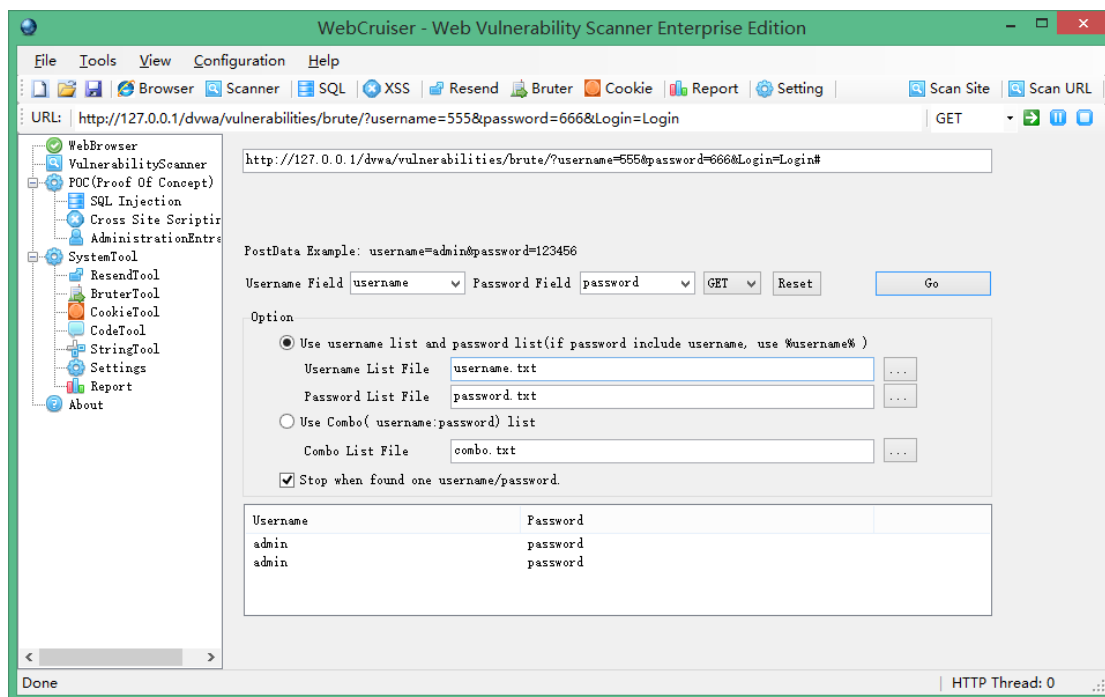 WebCruiser - Web Vulnerability Scanner Enterprise Edition
File Tools View Configuration Help
Browser Scanner SQL XSS Resend Bruter Cookie Report Setting Scan Site Scan URL
URL: http://127.0.0.1/dvwa/vulnerabilities/brute/?username=555&password=666&Login=Login GET
WebBrowser
VulnerabilityScanner
POC(Proof Of Concept)
SQL Injection
Cross Site Scriptir
AdministrationEntra
SystemTool
ResendTool
BruterTool
CookieTool
CodeTool
StringTool
Settings
Report
About
http://127.0.0.1/dvwa/vulnerabilities/brute/?username=555&password=666&Login=Login#
PostData Example: username=admin&password=123456
Username Field username Password Field password GET Reset Go
Option
Use username list and password list(if password include username, use %username% )
Username List File username.txt ...
Password List File password.txt ...
Use Combo( username:password) list
Combo List File combo.txt ...
Stop when found one username/password.
Username Password
admin password
admin password
Done HTTP Thread: 0